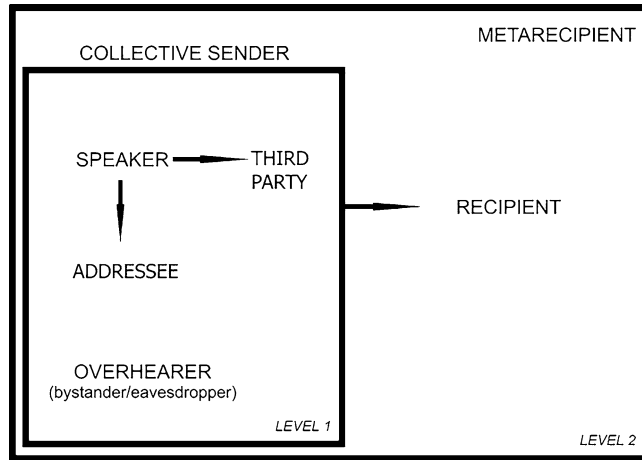 METARECIPIENT
COLLECTIVE SENDER
SPEAKER
THIRD
PARTY
RECIPIENT
ADDRESSEE
OVERHEARER
(bystander/eavesdropper)
LEVEL 1
LEVEL 2